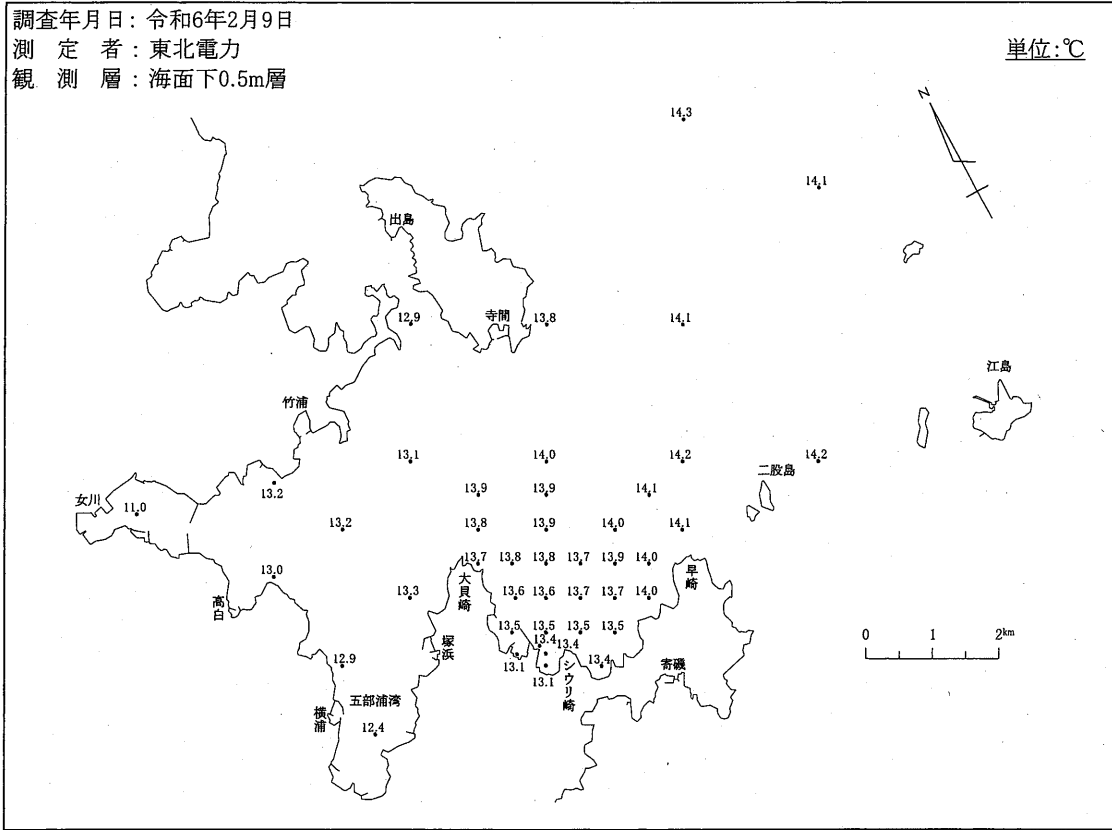 調査年月日：令和6年2月9日
測　定　者：東北電力
観　測　層：海面下0.5m層
単位：℃
N
14.3
14.1
出島
寺間
12.9
13.8
14.1
江島
竹浦
13.1
14.0
14.2
14.2
二股島
13.2
13.9
13.9
14.1
女川
11.0
13.2
13.8
13.9
14.0
14.1
13.7
13.8
13.8
13.7
13.9
14.0
13.0
大貝崎
早崎
高白
13.3
13.6
13.6
13.7
13.7
14.0
13.5
13.5
13.5
13.5
塚浜
13.4
13.4
13.1
13.1
シウリ崎
13.4
寄磯
0
1
2km
12.9
五部浦湾
横浦
12.4